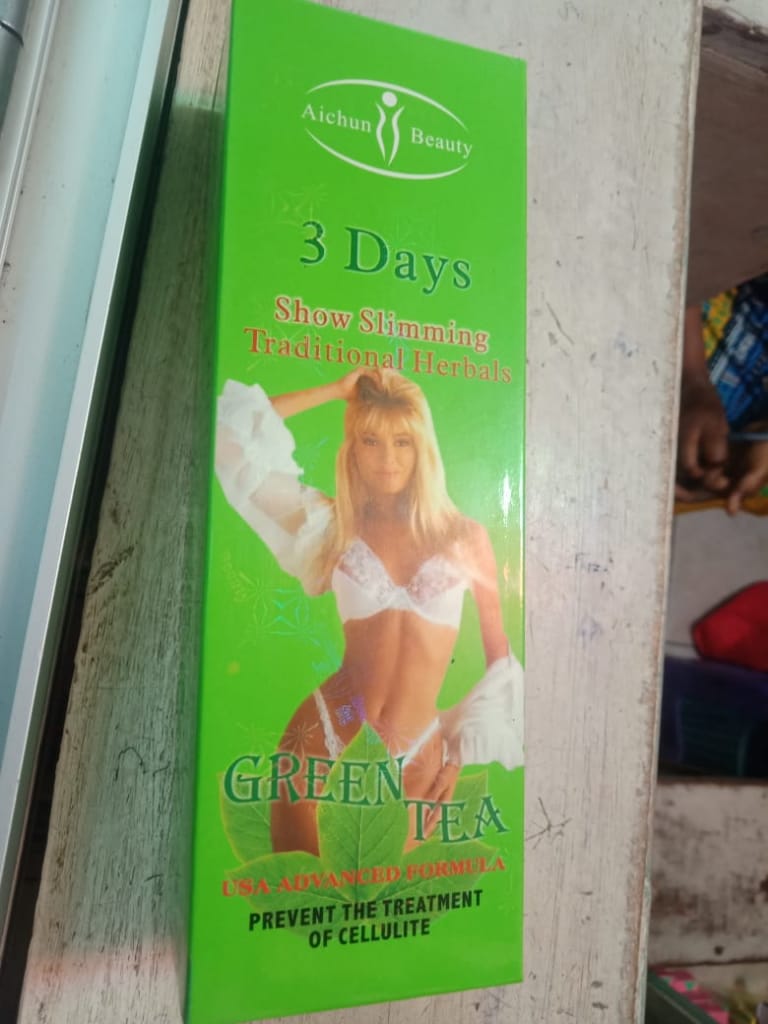 Aichun Beauty
3 Days
Show Slimming
Traditional Herbals
GREEN
TEA
USA ADVANCED FORMULA
PREVENT THE TREATMENT
OF CELLULITE